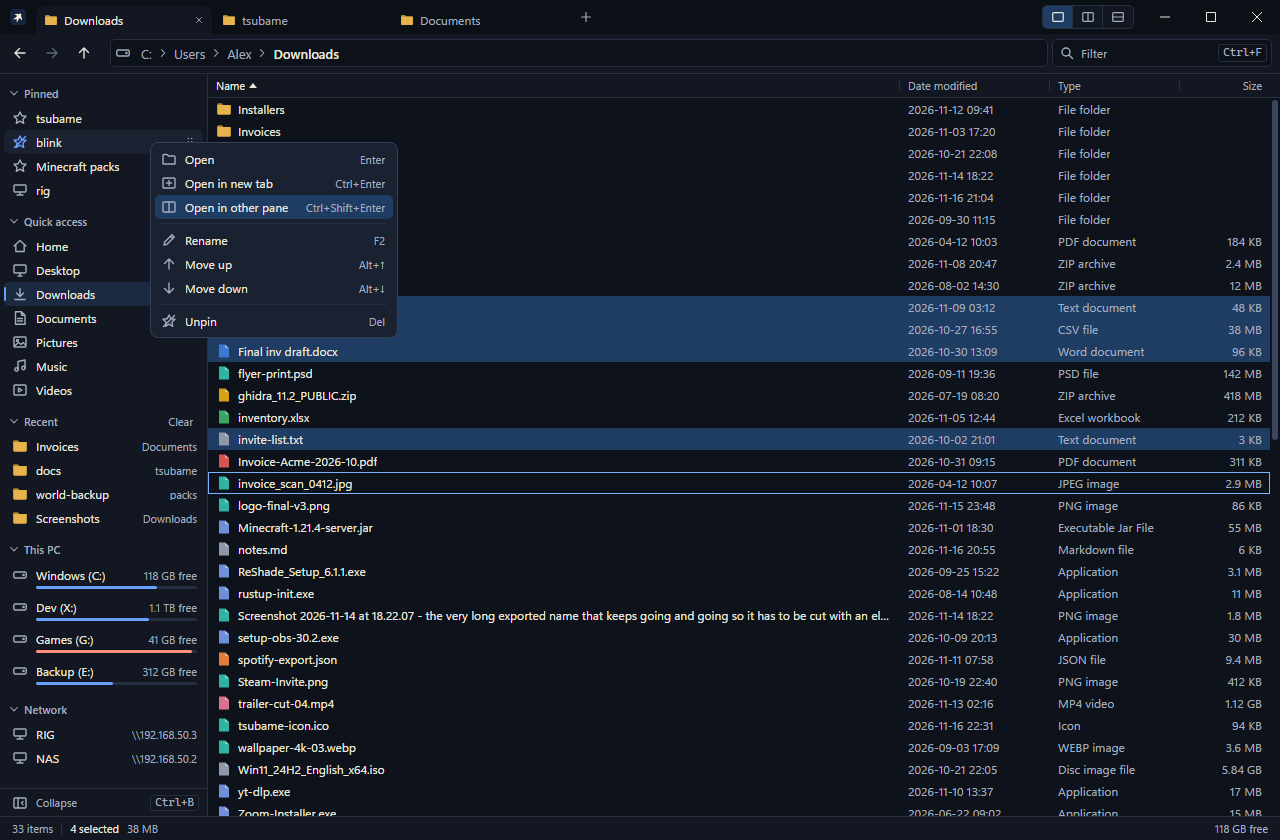 Downloads
tsubame
Documents
C: Users Alex Downloads
Filter Ctrl+F
Pinned
tsubame
blink
Minecraft packs
rig
Quick access
Home
Desktop
Downloads
Documents
Pictures
Music
Videos
Recent Clear
Invoices Documents
docs tsubame
world-backup packs
Screenshots Downloads
This PC
Windows (C:) 118 GB free
Dev (X:) 1.1 TB free
Games (G:) 41 GB free
Backup (E:) 312 GB free
Network
RIG \\192.168.50.3
NAS \\192.168.50.2
Collapse Ctrl+B
Open Enter
Open in new tab Ctrl+Enter
Open in other pane Ctrl+Shift+Enter
Rename F2
Move up Alt+↑
Move down Alt+↓
Unpin Del
Name Date modified Type Size
Installers 2026-11-12 09:41 File folder
Invoices 2026-11-03 17:20 File folder
2026-10-21 22:08 File folder
2026-11-14 18:22 File folder
2026-11-16 21:04 File folder
2026-09-30 11:15 File folder
2026-04-12 10:03 PDF document 184 KB
2026-11-08 20:47 ZIP archive 2.4 MB
2026-08-02 14:30 ZIP archive 12 MB
2026-11-09 03:12 Text document 48 KB
2026-10-27 16:55 CSV file 38 MB
Final inv draft.docx 2026-10-30 13:09 Word document 96 KB
flyer-print.psd 2026-09-11 19:36 PSD file 142 MB
ghidra_11.2_PUBLIC.zip 2026-07-19 08:20 ZIP archive 418 MB
inventory.xlsx 2026-11-05 12:44 Excel workbook 212 KB
invite-list.txt 2026-10-02 21:01 Text document 3 KB
Invoice-Acme-2026-10.pdf 2026-10-31 09:15 PDF document 311 KB
invoice_scan_0412.jpg 2026-04-12 10:07 JPEG image 2.9 MB
logo-final-v3.png 2026-11-15 23:48 PNG image 86 KB
Minecraft-1.21.4-server.jar 2026-11-01 18:30 Executable Jar File 55 MB
notes.md 2026-11-16 20:55 Markdown file 6 KB
ReShade_Setup_6.1.1.exe 2026-09-25 15:22 Application 3.1 MB
rustup-init.exe 2026-08-14 10:48 Application 11 MB
Screenshot 2026-11-14 at 18.22.07 - the very long exported name that keeps going and going so it has to be cut with an el... 2026-11-14 18:22 PNG image 1.8 MB
setup-obs-30.2.exe 2026-10-09 20:13 Application 30 MB
spotify-export.json 2026-11-11 07:58 JSON file 9.4 MB
Steam-Invite.png 2026-10-19 22:40 PNG image 412 KB
trailer-cut-04.mp4 2026-11-13 02:16 MP4 video 1.12 GB
tsubame-icon.ico 2026-11-16 22:31 Icon 94 KB
wallpaper-4k-03.webp 2026-09-03 17:09 WEBP image 3.6 MB
Win11_24H2_English_x64.iso 2026-10-21 22:05 Disc image file 5.84 GB
yt-dlp.exe 2026-11-10 13:37 Application 17 MB
Zoom-Installer.exe 2026-06-22 09:02 Application 15 MB
33 items 4 selected 38 MB 118 GB free